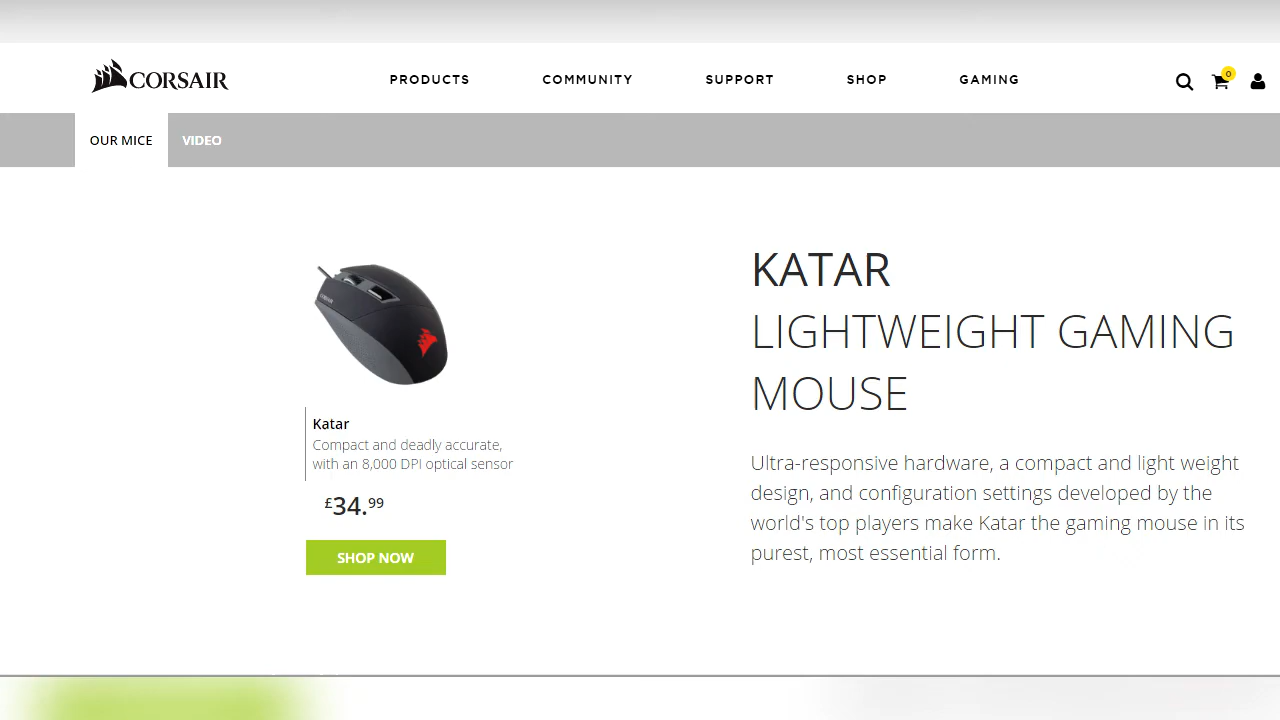 CORSAIR
PRODUCTS
COMMUNITY
SUPPORT
SHOP
GAMING
0
OUR MICE
VIDEO
CORSAIR
Katar
Compact and deadly accurate,
with an 8,000 DPI optical sensor
£34.99
SHOP NOW
KATAR
LIGHTWEIGHT GAMING
MOUSE
Ultra-responsive hardware, a compact and light weight
design, and configuration settings developed by the
world's top players make Katar the gaming mouse in its
purest, most essential form.